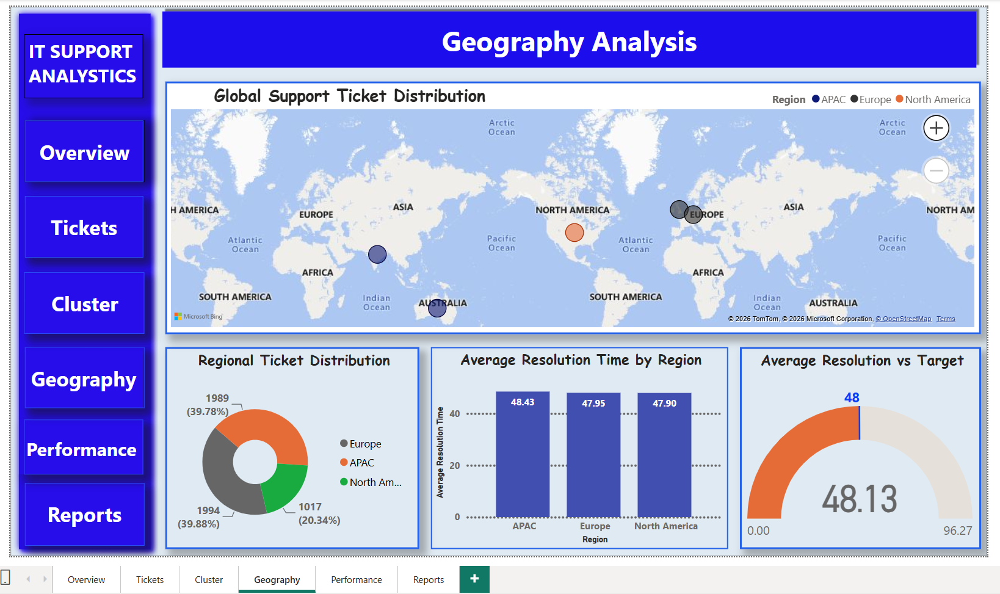 IT SUPPORT
ANALYSTICS
Overview
Tickets
Cluster
Geography
Performance
Reports
Geography Analysis
Global Support Ticket Distribution
Region APAC Europe North America
Arctic
Ocean
Arctic
Ocean
H AMERICA
EUROPE
ASIA
NORTH AMERICA
EUROPE
ASIA
NORTH AM
Atlantic
Ocean
Pacific
Ocean
Atlantic
Ocean
Pacific
Ocean
AFRICA
AFRICA
SOUTH AMERICA
Indian
Ocean
AUSTRALIA
SOUTH AMERICA
Indian
Ocean
AUSTRALIA
Microsoft Bing
© 2026 TomTom, © 2026 Microsoft Corporation, © OpenStreetMap Terms
Regional Ticket Distribution
1989
(39.78%)
1994
(39.88%)
1017
(20.34%)
Europe
APAC
North Am...
Average Resolution Time by Region
Average Resolution Time
40
20
0
48.43
47.95
47.90
APAC
Europe
North America
Region
Average Resolution vs Target
48
48.13
0.00
96.27
Overview
Tickets
Cluster
Geography
Performance
Reports
+